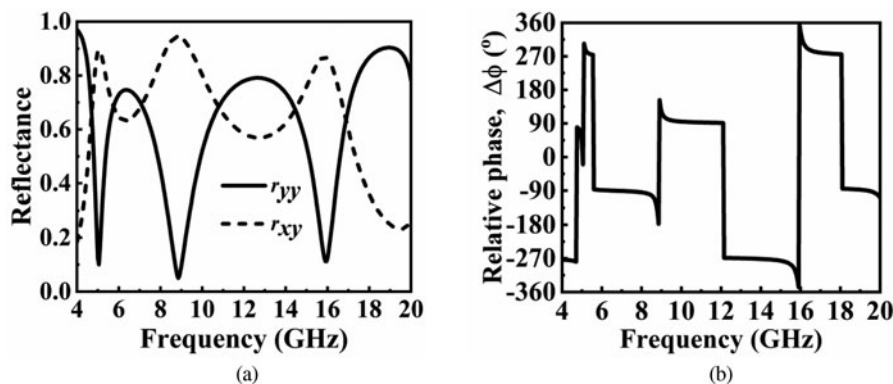 1.0
0.8
0.6
0.4
0.2
0.0
Reflectance
r_yy
r_xy
4 6 8 10 12 14 16 18 20
Frequency (GHz)
(a)
360
270
180
90
0
-90
-180
-270
-360
Relative phase, Δϕ (º)
4 6 8 10 12 14 16 18 20
Frequency (GHz)
(b)